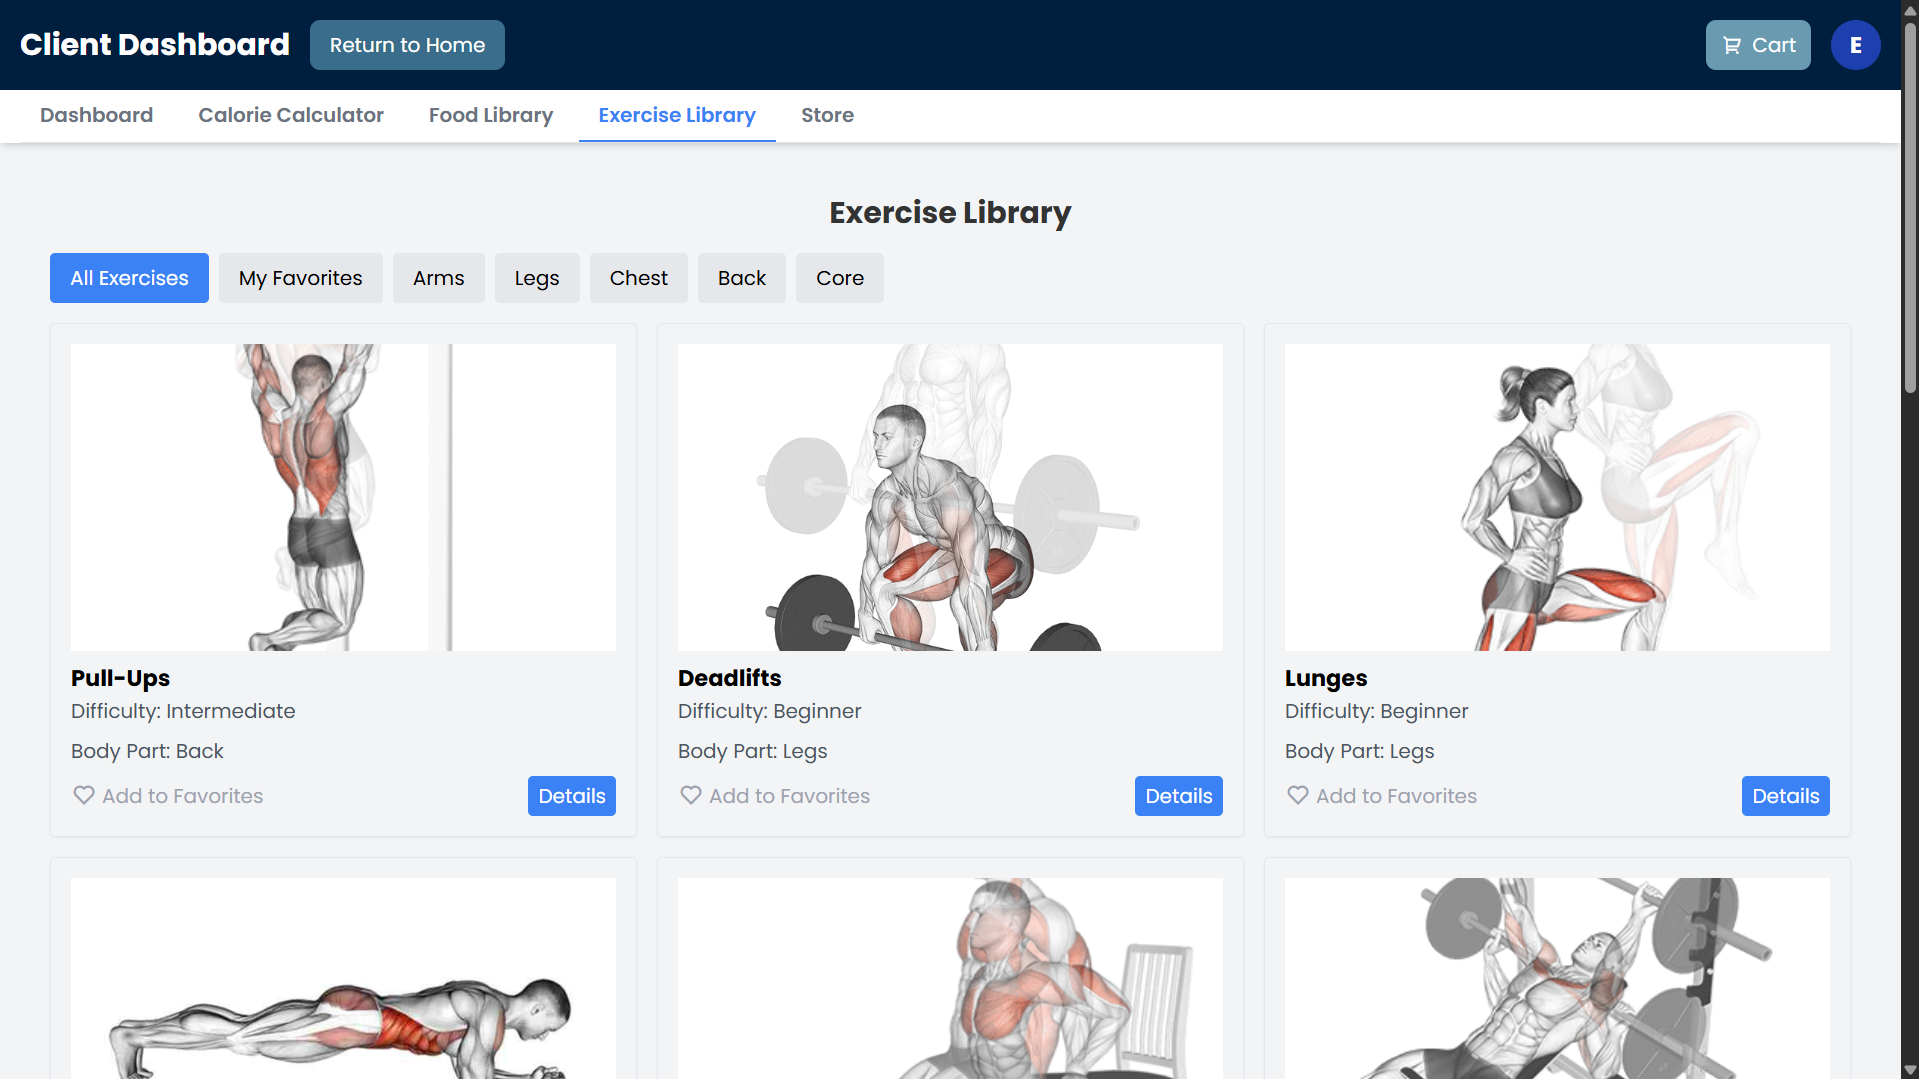 Client Dashboard
Return to Home
Cart
E
Dashboard
Calorie Calculator
Food Library
Exercise Library
Store
Exercise Library
All Exercises
My Favorites
Arms
Legs
Chest
Back
Core
Pull-Ups
Difficulty: Intermediate
Body Part: Back
Add to Favorites
Details
Deadlifts
Difficulty: Beginner
Body Part: Legs
Add to Favorites
Details
Lunges
Difficulty: Beginner
Body Part: Legs
Add to Favorites
Details